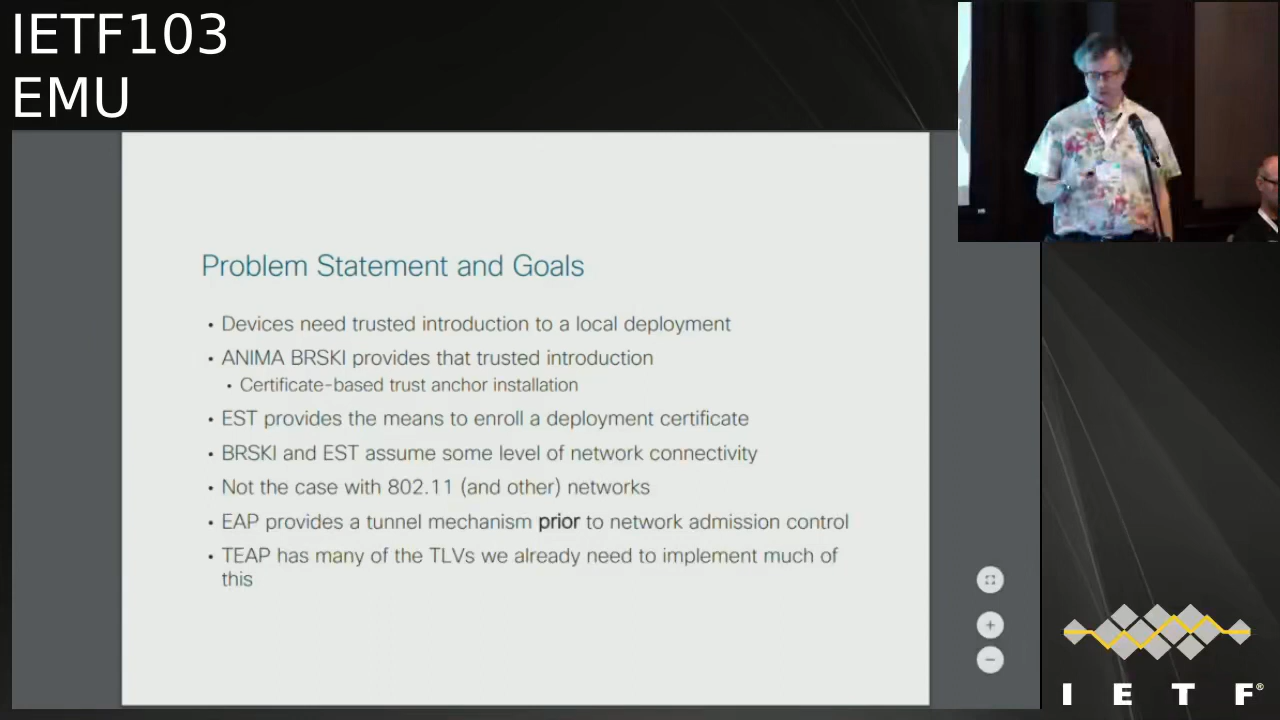 IETF103
EMU
Problem Statement and Goals
• Devices need trusted introduction to a local deployment
• ANIMA BRSKI provides that trusted introduction
• Certificate-based trust anchor installation
• EST provides the means to enroll a deployment certificate
• BRSKI and EST assume some level of network connectivity
• Not the case with 802.11 (and other) networks
• EAP provides a tunnel mechanism prior to network admission control
• TEAP has many of the TLVs we already need to implement much of
this
I E T F®